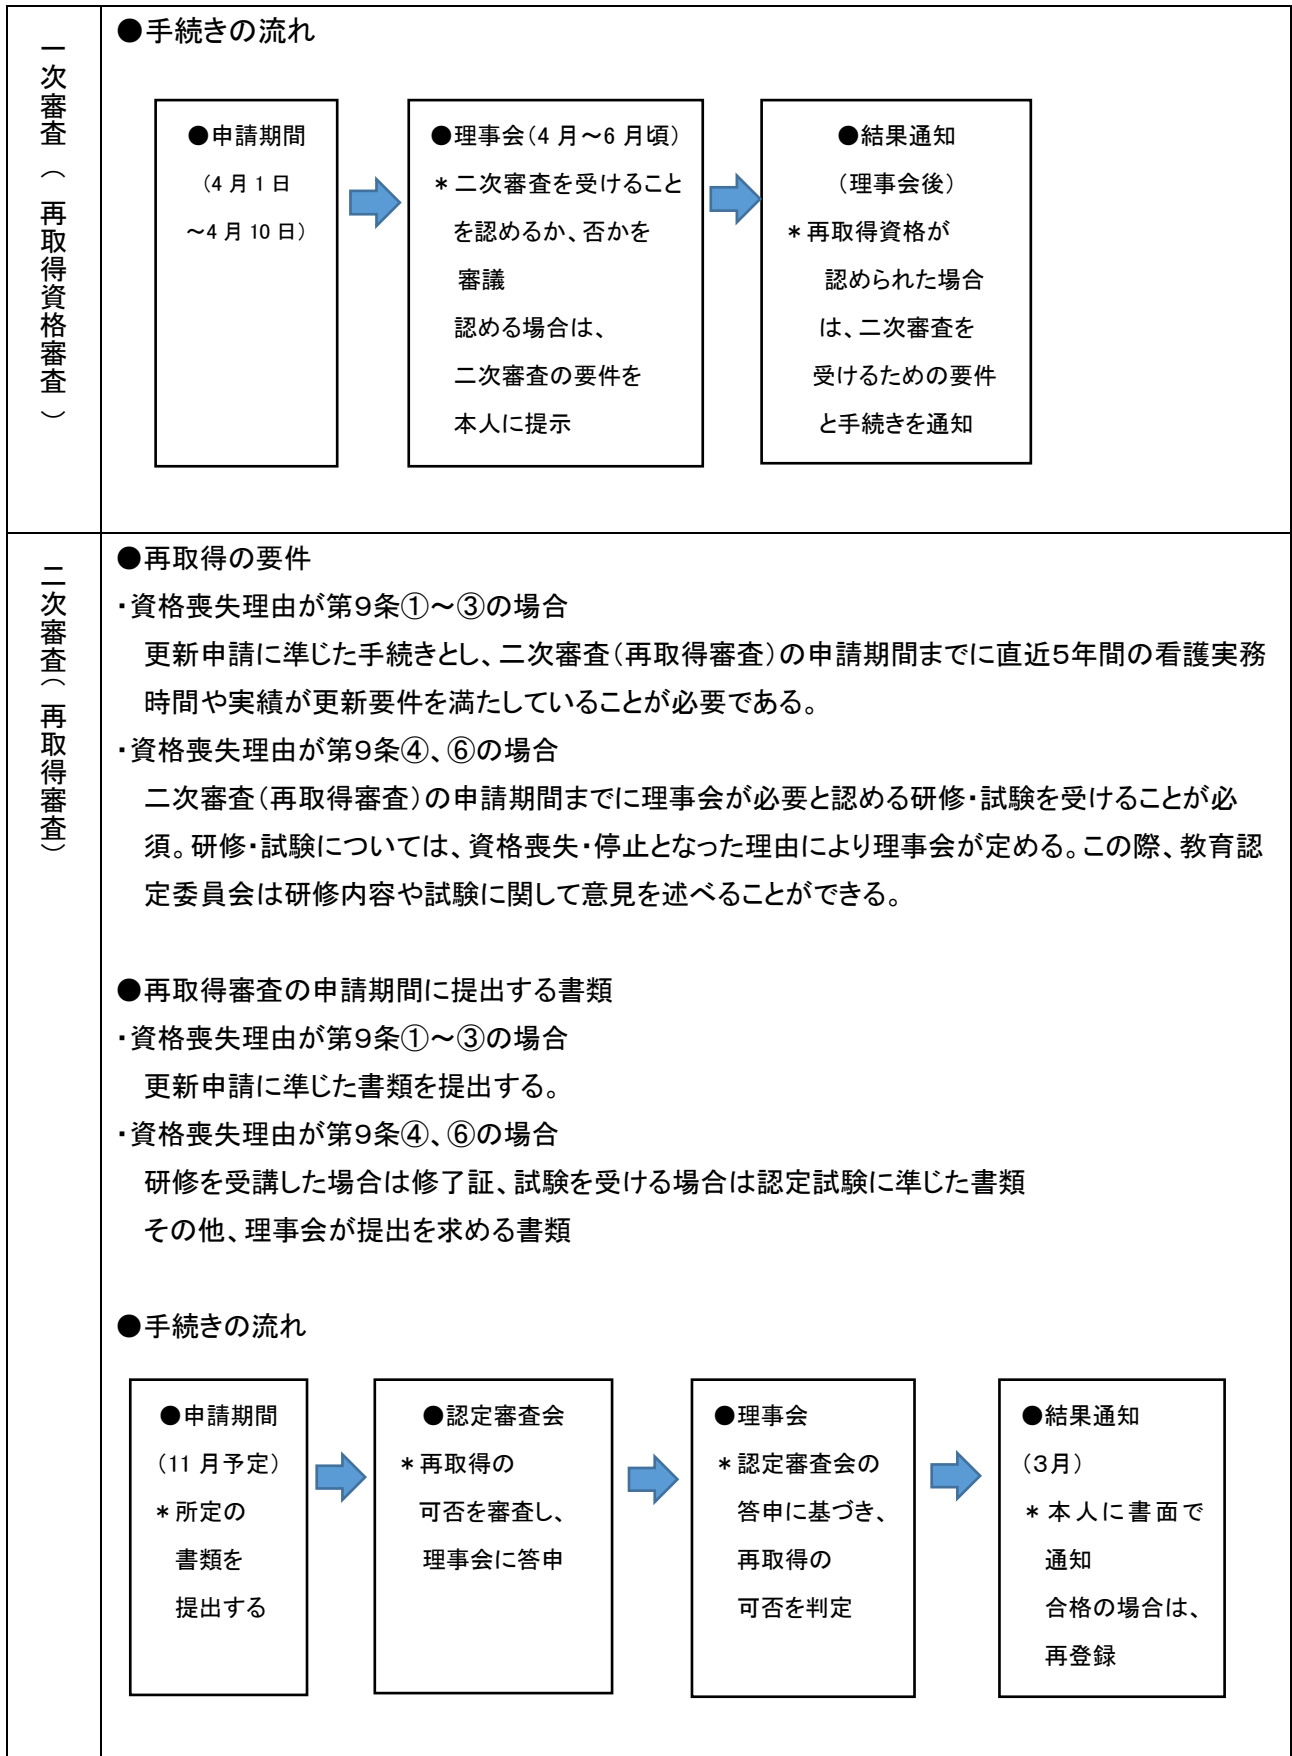 一次審査（再取得資格審査）
●手続きの流れ
●申請期間
（4 月 1 日
～4 月 10 日）
●理事会（4 月～6 月頃）
＊二次審査を受けること
を認めるか、否かを
審議
認める場合は、
二次審査の要件を
本人に提示
●結果通知
（理事会後）
＊再取得資格が
認められた場合
は、二次審査を
受けるための要件
と手続きを通知
二次審査（再取得審査）
●再取得の要件
・資格喪失理由が第９条①～③の場合
更新申請に準じた手続きとし、二次審査（再取得審査）の申請期間までに直近５年間の看護実務
時間や実績が更新要件を満たしていることが必要である。
・資格喪失理由が第９条④、⑥の場合
二次審査（再取得審査）の申請期間までに理事会が必要と認める研修・試験を受けることが必
須。研修・試験については、資格喪失・停止となった理由により理事会が定める。この際、教育認
定委員会は研修内容や試験に関して意見を述べることができる。
●再取得審査の申請期間に提出する書類
・資格喪失理由が第９条①～③の場合
更新申請に準じた書類を提出する。
・資格喪失理由が第９条④、⑥の場合
研修を受講した場合は修了証、試験を受ける場合は認定試験に準じた書類
その他、理事会が提出を求める書類
●手続きの流れ
●申請期間
（11 月予定）
＊所定の
書類を
提出する
●認定審査会
＊再取得の
可否を審査し、
理事会に答申
●理事会
＊認定審査会の
答申に基づき、
再取得の
可否を判定
●結果通知
（３月）
＊本人に書面で
通知
合格の場合は、
再登録